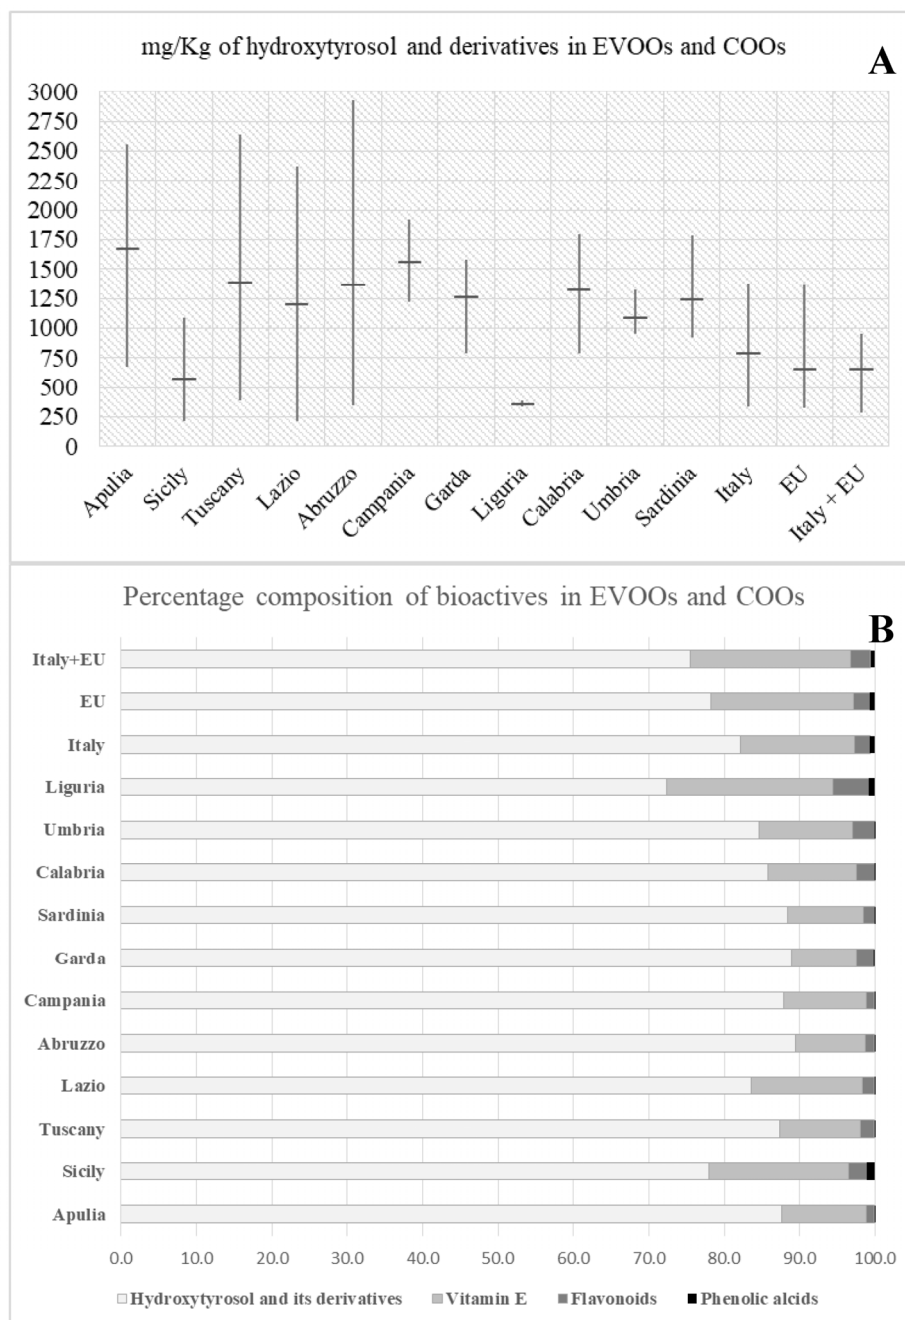 mg/Kg of hydroxytyrosol and derivatives in EVOOs and COOs
A
3000
2750
2500
2250
2000
1750
1500
1250
1000
750
500
250
0
Apulia
Sicily
Tuscany
Lazio
Abruzzo
Campania
Garda
Liguria
Calabria
Umbria
Sardinia
Italy
EU
Italy + EU
Percentage composition of bioactives in EVOOs and COOs
B
Italy+EU
EU
Italy
Liguria
Umbria
Calabria
Sardinia
Garda
Campania
Abruzzo
Lazio
Tuscany
Sicily
Apulia
0.0 10.0 20.0 30.0 40.0 50.0 60.0 70.0 80.0 90.0 100.0
Hydroxytyrosol and its derivatives Vitamin E Flavonoids Phenolic alcids